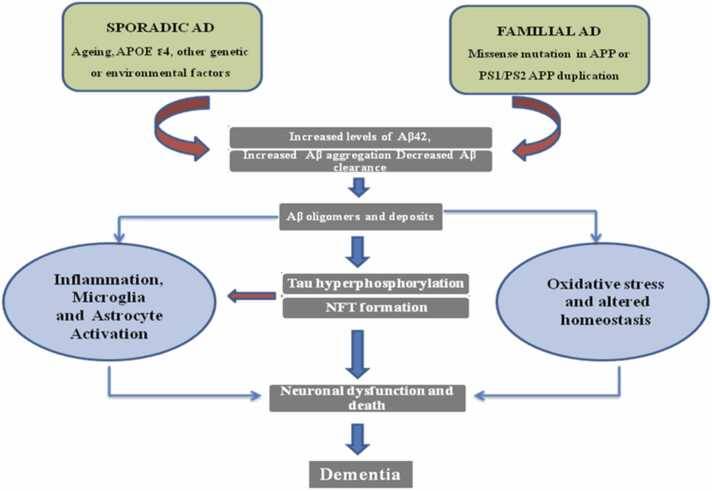 SPORADIC AD
Ageing, APOE ε4, other genetic
or environmental factors
FAMILIAL AD
Missense mutation in APP or
PS1/PS2 APP duplication
Increased levels of Aβ42,
Increased Aβ aggregation Decreased Aβ
clearance
Aβ oligomers and deposits
Inflammation,
Microglia
and Astrocyte
Activation
Tau hyperphosphorylation
NFT formation
Oxidative stress
and altered
homeostasis
Neuronal dysfunction and
death
Dementia